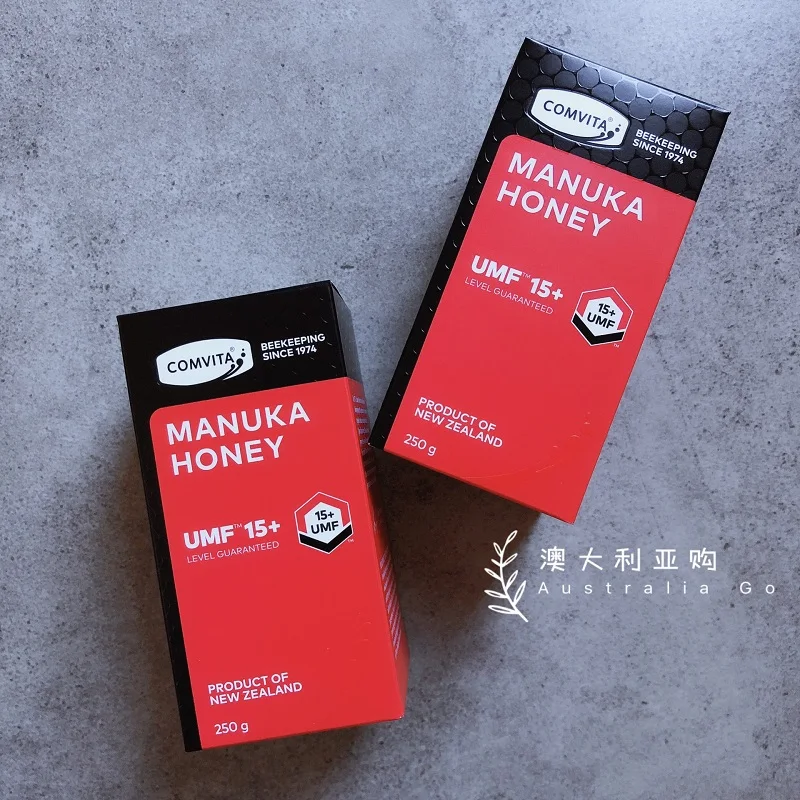 COMVITA®
BEEKEEPING
SINCE 1974
MANUKA
HONEY
UMF™ 15+
LEVEL GUARANTEED
15+
UMF
™
PRODUCT OF
NEW ZEALAND
250 g
COMVITA®
BEEKEEPING
SINCE 1974
MANUKA
HONEY
UMF™ 15+
LEVEL GUARANTEED
15+
UMF
™
PRODUCT OF
NEW ZEALAND
250 g
澳大利亚购
Australia Go